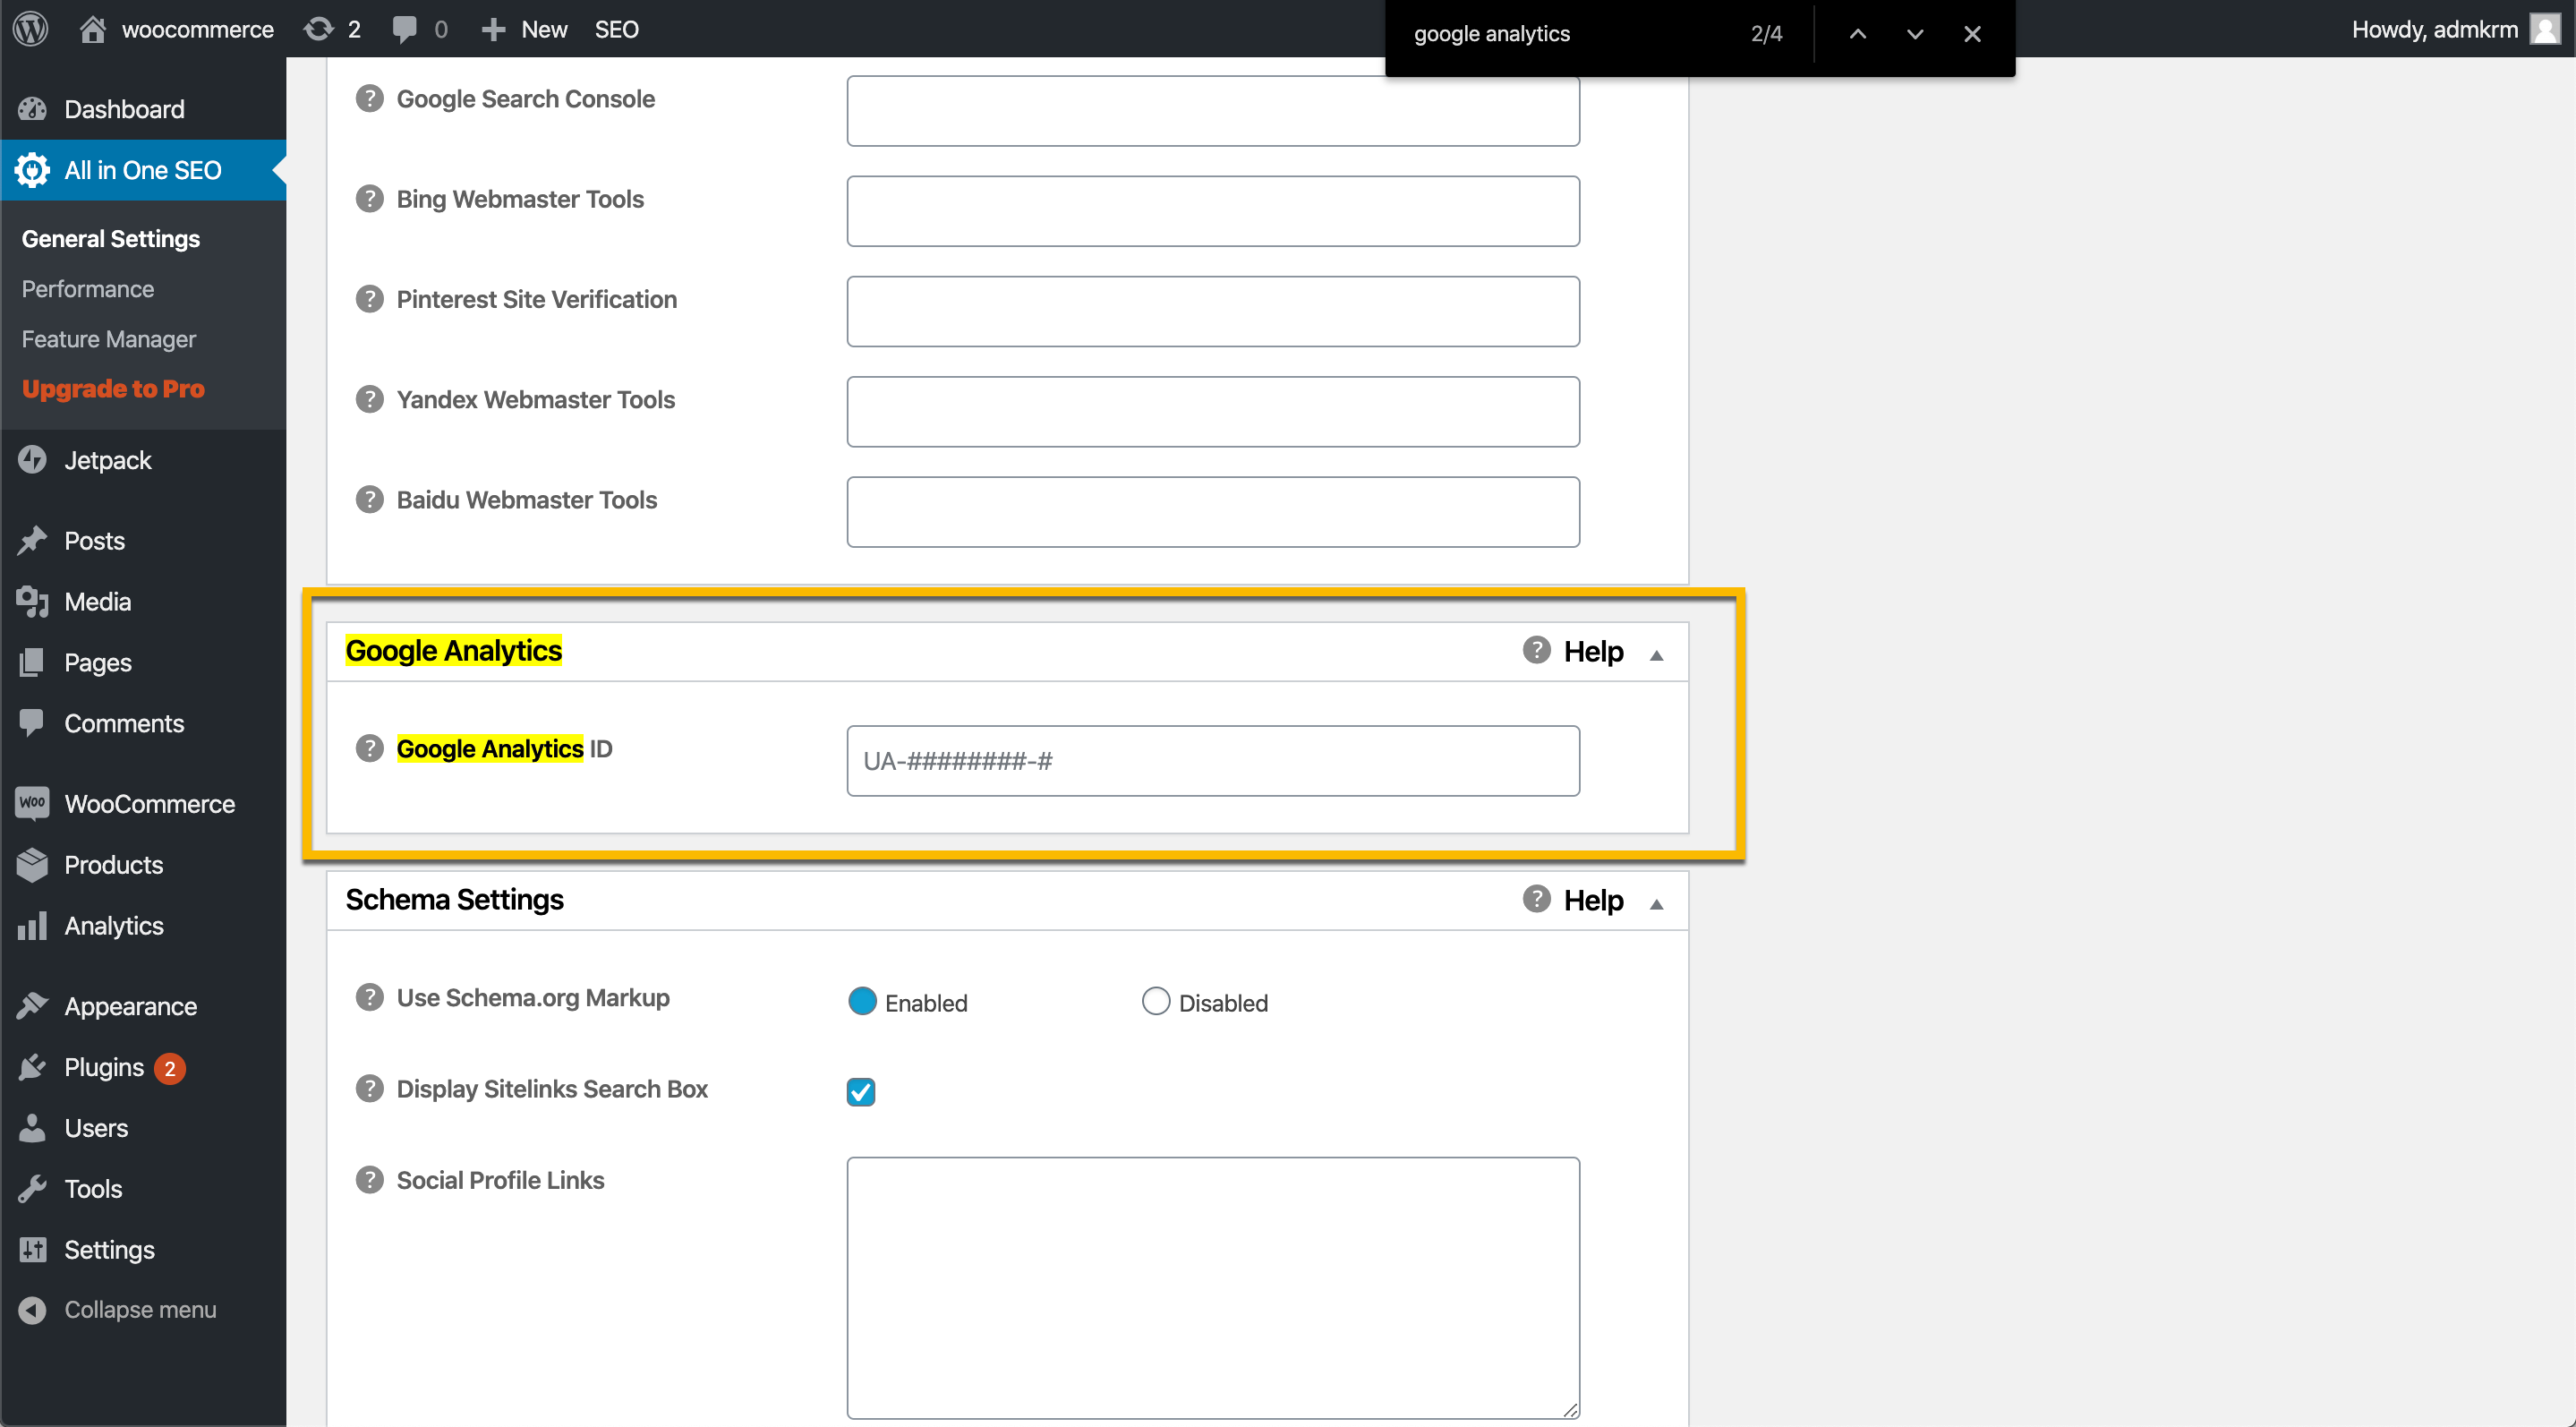 woocommerce 2 0 New SEO
google analytics 2/4
Howdy, admkrm
Dashboard
All in One SEO
General Settings
Performance
Feature Manager
Upgrade to Pro
Jetpack
Posts
Media
Pages
Comments
WOO WooCommerce
Products
Analytics
Appearance
Plugins 2
Users
Tools
Settings
Collapse menu
? Google Search Console
? Bing Webmaster Tools
? Pinterest Site Verification
? Yandex Webmaster Tools
? Baidu Webmaster Tools
Google Analytics ? Help
? Google Analytics ID UA-########-#
Schema Settings ? Help
? Use Schema.org Markup Enabled Disabled
? Display Sitelinks Search Box
? Social Profile Links